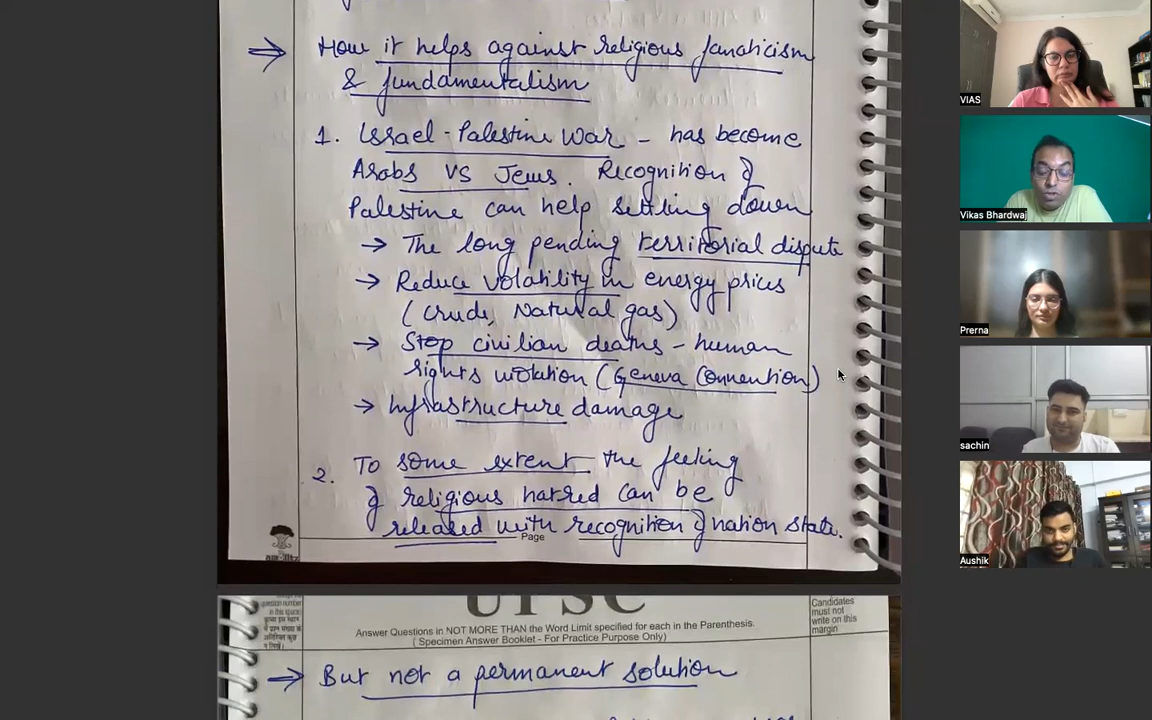 ⇒ How it helps against religious fanaticism
& fundamentalism
1. Israel-Palestine War - has become
Arabs VS Jews. Recognition of
Palestine can help settling down
→ The long pending territorial dispute
→ Reduce volatility in energy prices
(Crude, Natural gas)
→ Stop civilian deaths - human
rights violation (Geneva Convention)
→ Infrastructure damage
2. To some extent the feeling
of religious hatred can be
released with recognition of nation state.
Page
UPSC
Answer Questions in NOT MORE THAN the Word Limit specified for each in the Parenthesis.
( Specimen Answer Booklet - For Practice Purpose Only)
question number
in this space
Candidates
must not
write on this
margin
⇒ But not a permanent solution
VIAS
Vikas Bhardwaj
Prerna
sachin
Aushik